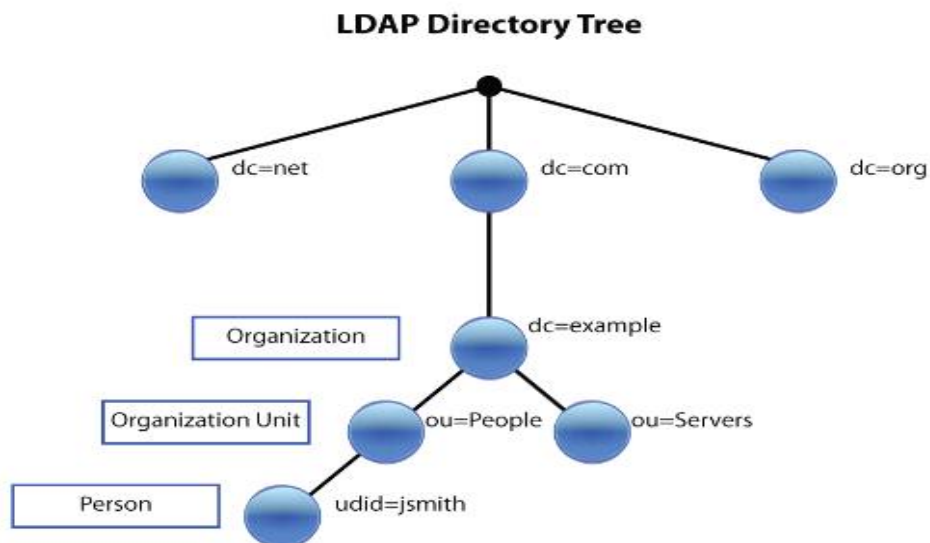 LDAP Directory Tree
dc=net
dc=com
dc=org
dc=example
Organization
Organization Unit
ou=People
ou=Servers
Person
udid=jsmith